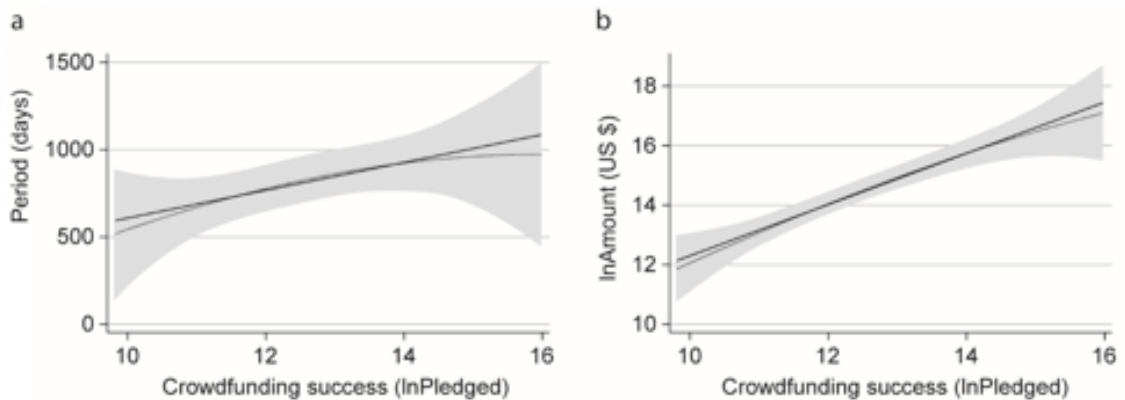 a
Period (days)
1500
1000
500
0
10 12 14 16
Crowdfunding success (lnPledged)
b
lnAmount (US $)
18
16
14
12
10
10 12 14 16
Crowdfunding success (lnPledged)